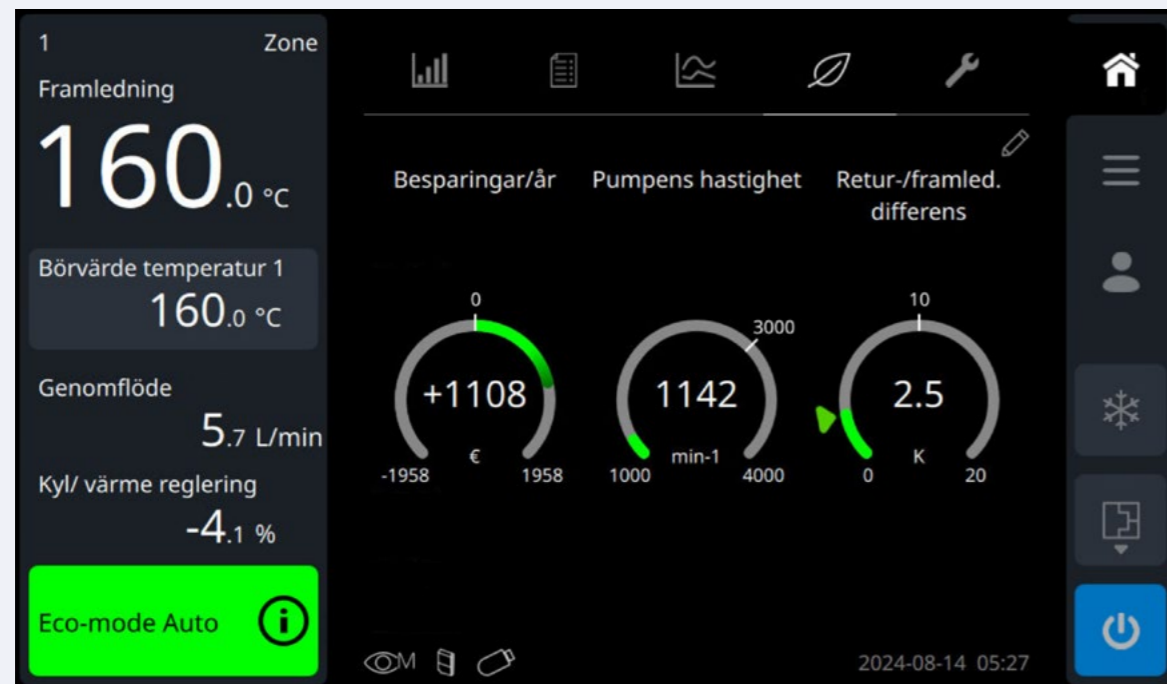 1 Zone
Framledning
160.0 °C
Börvärde temperatur 1
160.0 °C
Genomflöde
5.7 L/min
Kyl/ värme reglering
-4.1 %
Eco-mode Auto
Besparingar/år
0
+1108
€
-1958 1958
Pumpens hastighet
3000
1142
min-1
1000 4000
Retur-/framled.
differens
10
2.5
K
0 20
M
2024-08-14 05:27